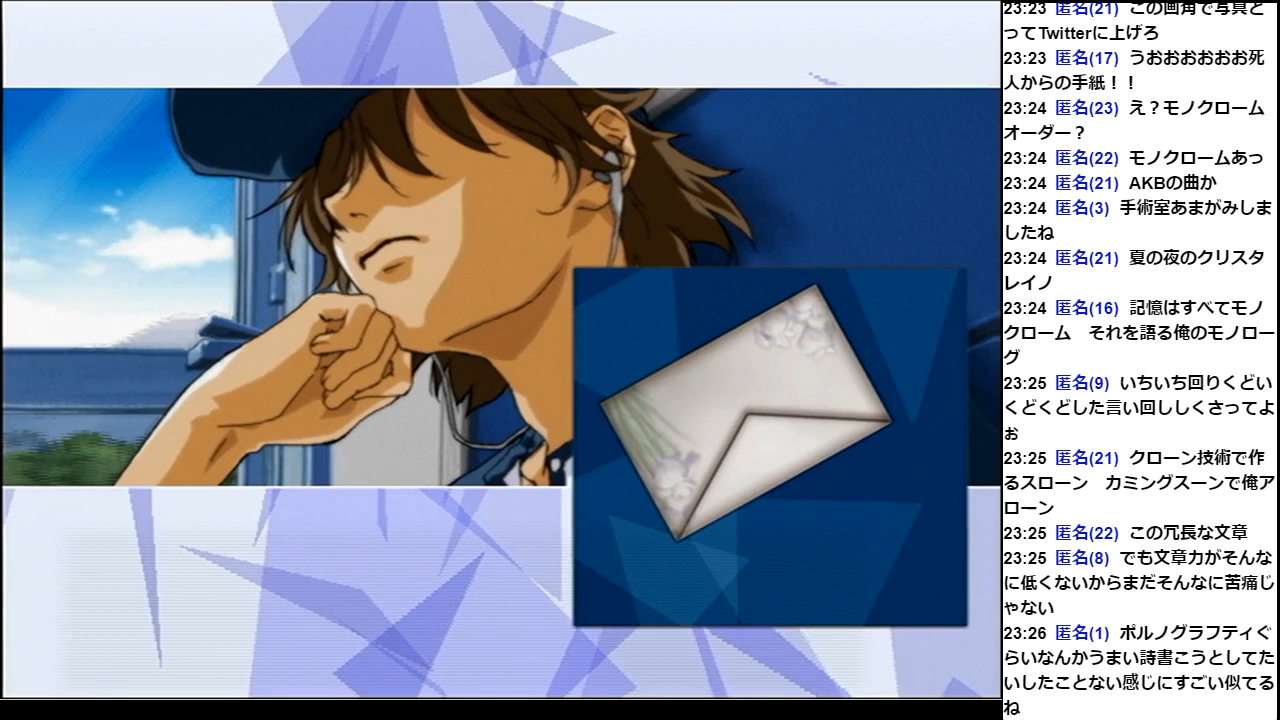 23:23 匿名(21) この画角で写真と
ってTwitterに上げろ
23:23 匿名(17) うおおおおおお死
人からの手紙！！
23:24 匿名(23) え？モノクローム
オーダー？
23:24 匿名(22) モノクロームあっ
23:24 匿名(21) AKBの曲か
23:24 匿名(3) 手術室あまがみしま
したね
23:24 匿名(21) 夏の夜のクリスタ
レイノ
23:24 匿名(16) 記憶はすべてモノ
クローム　それを語る俺のモノロー
グ
23:25 匿名(9) いちいち回りくどい
くどくどした言い回ししくさってよ
ぉ
23:25 匿名(21) クローン技術で作
るスローン　カミングスーンで俺ア
ローン
23:25 匿名(22) この冗長な文章
23:25 匿名(8) でも文章力がそんな
に低くないからまだそんなに苦痛じ
ゃない
23:26 匿名(1) ポルノグラフティぐ
らいなんかうまい詩書こうとしてた
いしたことない感じにすごい似てる
ね